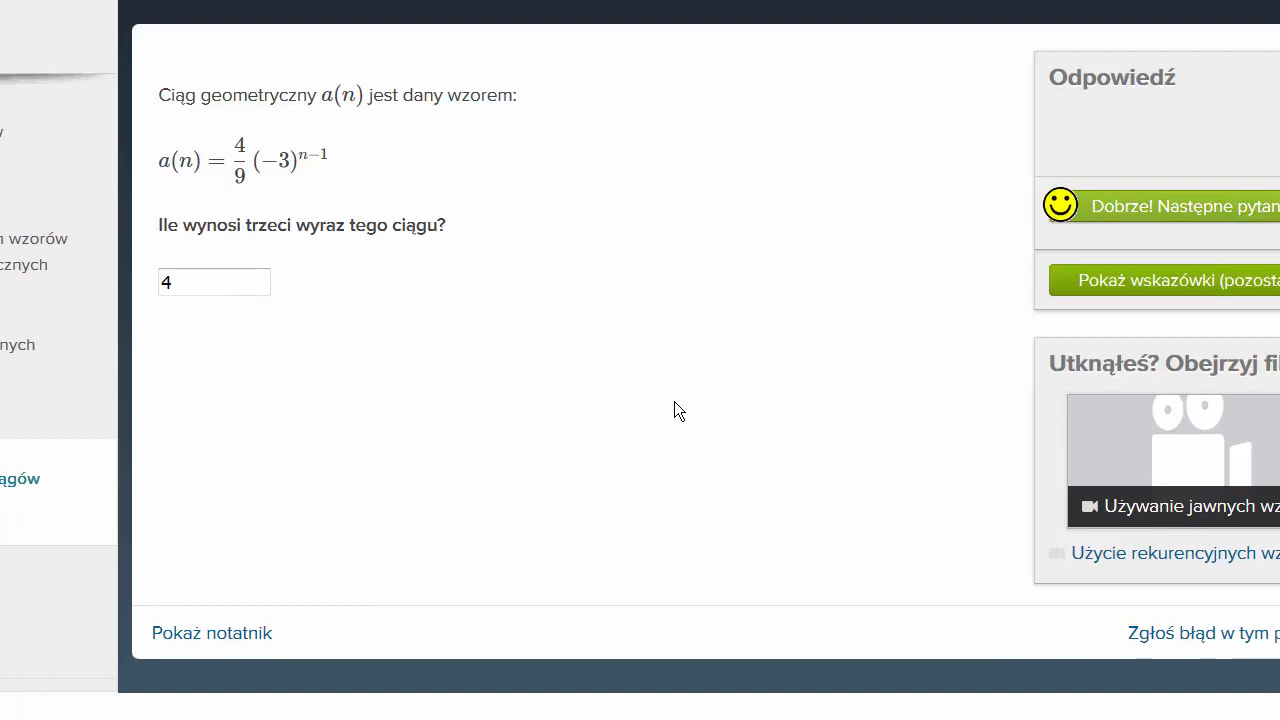 Ciąg geometryczny a(n) jest dany wzorem:
a(n) = 4/9 (−3)^{n−1}
Ile wynosi trzeci wyraz tego ciągu?
4
Odpowiedź
Dobrze! Następne pytan
Pokaż wskazówki (pozosta
Utknąłeś? Obejrzyj fi
Używanie jawnych wz
Użycie rekurencyjnych wz
m wzorów
cznych
nych
ągów
Pokaż notatnik
Zgłoś błąd w tym p